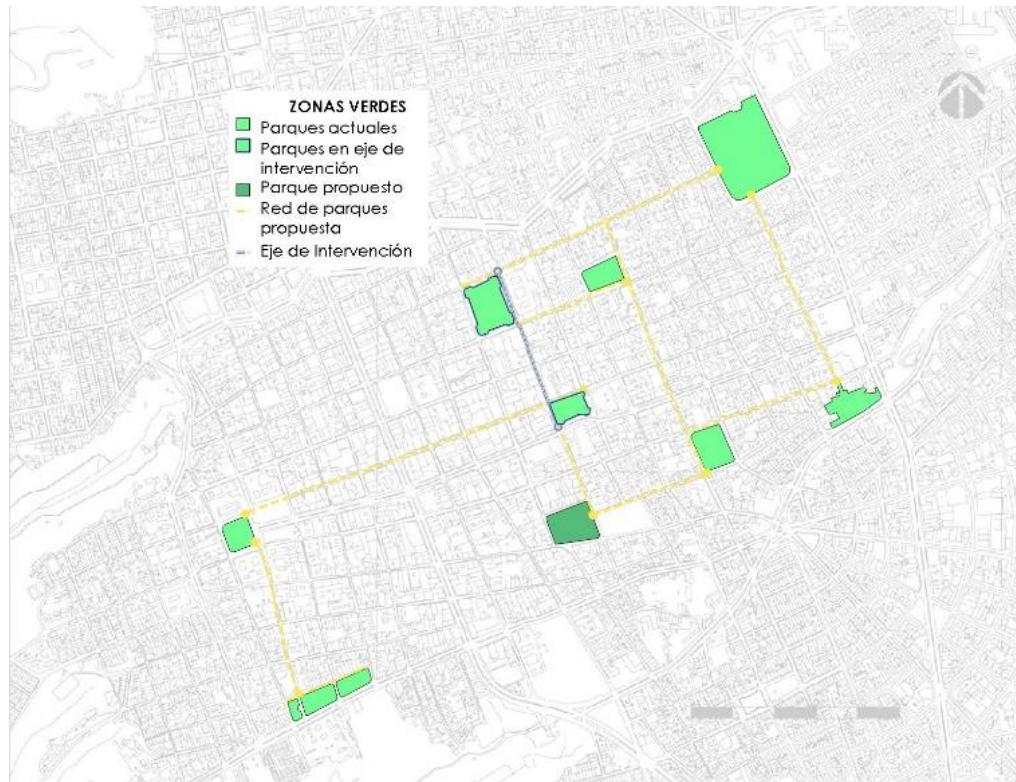 ZONAS VERDES
Parques actuales
Parques en eje de
intervención
Parque propuesto
Red de parques
propuesta
Eje de Intervención